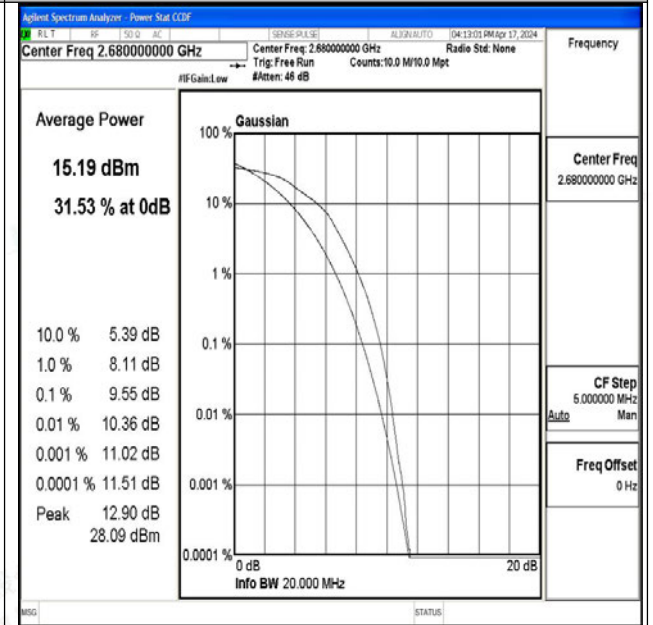 Agilent Spectrum Analyzer - Power Stat CCDF
RLT RF 50 Ω AC SENSE:PULSE ALIGN AUTO 04:13:01 PM Apr 17, 2024
Center Freq 2.680000000 GHz
Center Freq: 2.680000000 GHz Radio Std: None
Trig: Free Run Counts:10.0 M/10.0 Mpt
#IFGain:Low #Atten: 46 dB
Frequency
Center Freq
2.680000000 GHz
CF Step
5.000000 MHz
Auto Man
Freq Offset
0 Hz
Average Power
15.19 dBm
31.53 % at 0dB
10.0 % 5.39 dB
1.0 % 8.11 dB
0.1 % 9.55 dB
0.01 % 10.36 dB
0.001 % 11.02 dB
0.0001 % 11.51 dB
Peak 12.90 dB
28.09 dBm
Gaussian
100 %
10 %
1 %
0.1 %
0.01 %
0.001 %
0.0001 %
0 dB 20 dB
Info BW 20.000 MHz
MSG STATUS